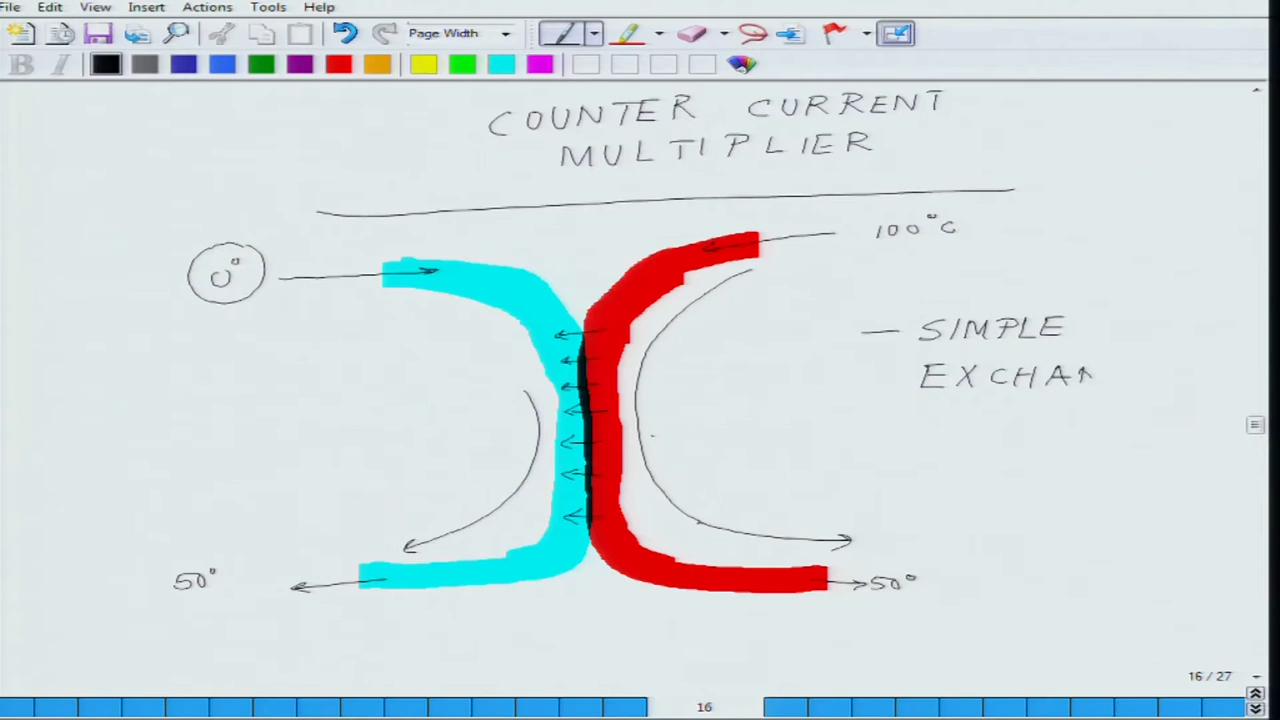 File Edit View Insert Actions Tools Help
Page Width
B I
COUNTER CURRENT
MULTIPLIER
0°
100°C
— SIMPLE
EXCHAN
50°
50°
16 / 27
16